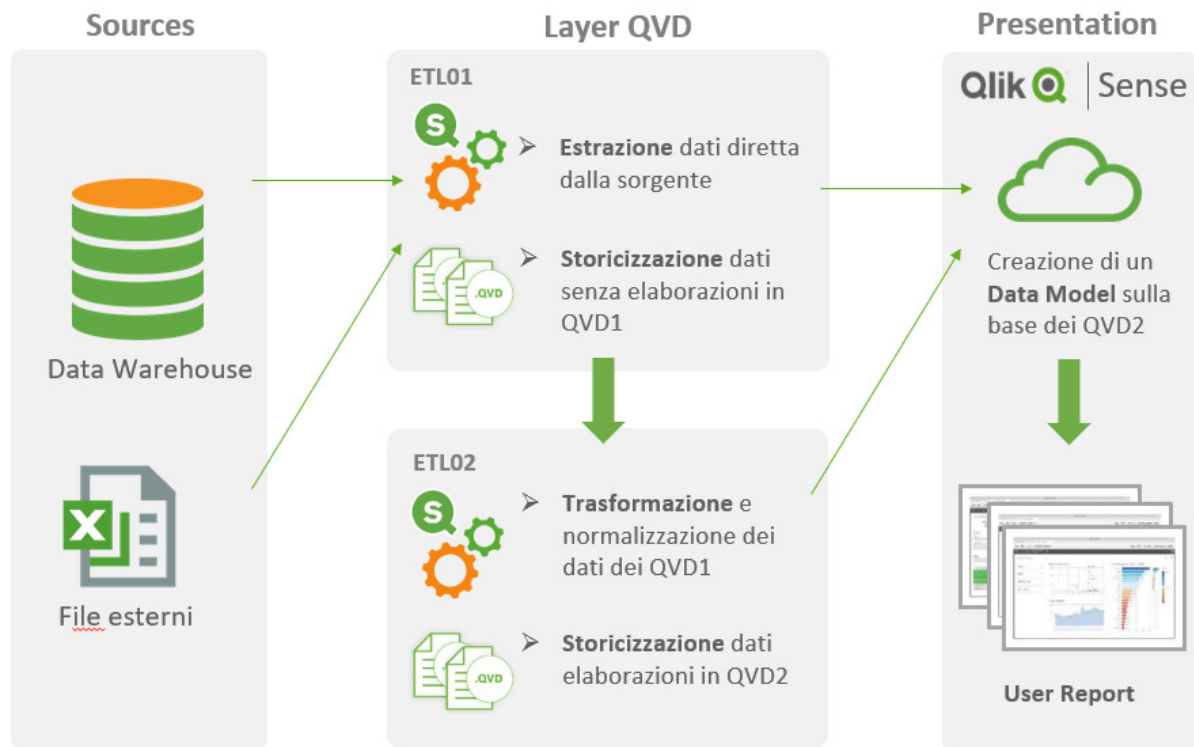 Sources
Data Warehouse
File esterni
Layer QVD
ETL01
S
Estrazione dati diretta
dalla sorgente
.QVD
Storicizzazione dati
senza elaborazioni in
QVD1
ETL02
S
Trasformazione e
normalizzazione dei
dati dei QVD1
.QVD
Storicizzazione dati
elaborazioni in QVD2
Presentation
Qlik Sense
Creazione di un
Data Model sulla
base dei QVD2
User Report